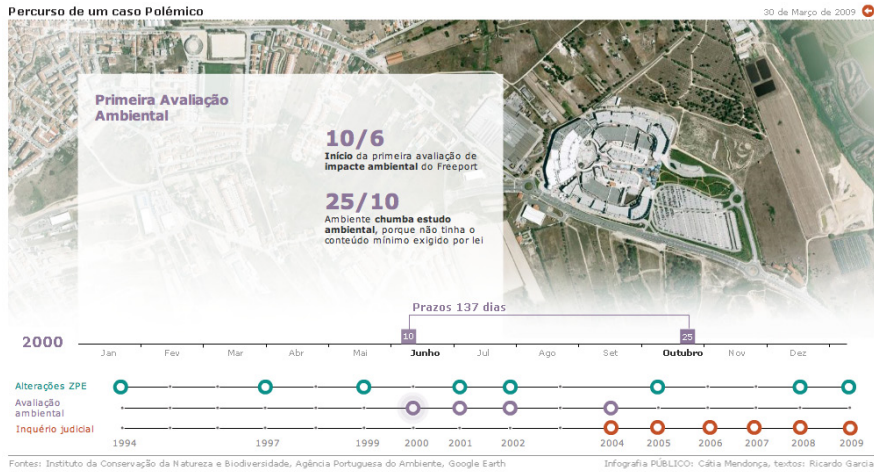 Percurso de um caso Polémico
30 de Março de 2009
Primeira Avaliação
Ambiental
10/6
Início da primeira avaliação de
impacte ambiental do Freeport
25/10
Ambiente chumba estudo
ambiental, porque não tinha o
conteúdo mínimo exigido por lei
Prazos 137 dias
10
25
2000
Jan Fev Mar Abr Mai Junho Jul Ago Set Outubro Nov Dez
Alterações ZPE
Avaliação
ambiental
Inquério judicial
1994 1997 1999 2000 2001 2002 2004 2005 2006 2007 2008 2009
Fontes: Instituto da Conservação da Natureza e Biodiversidade, Agência Portuguesa do Ambiente, Google Earth
Infografia PÚBLICO: Cátia Mendonça, textos: Ricardo Garcia